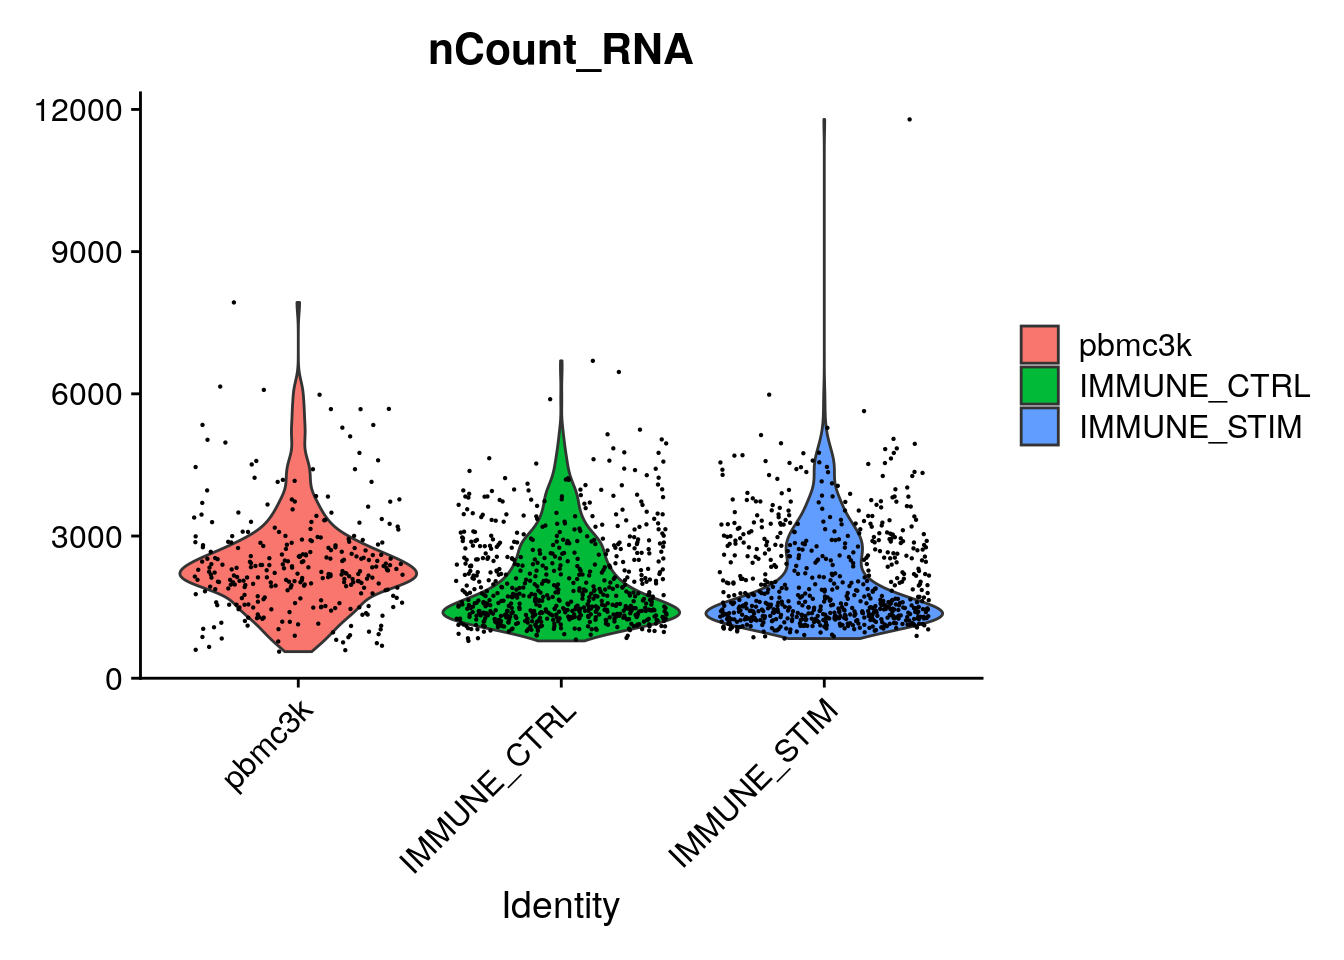 nCount_RNA
12000
9000
6000
3000
0
pbmc3k
IMMUNE_CTRL
IMMUNE_STIM
Identity
pbmc3k
IMMUNE_CTRL
IMMUNE_STIM